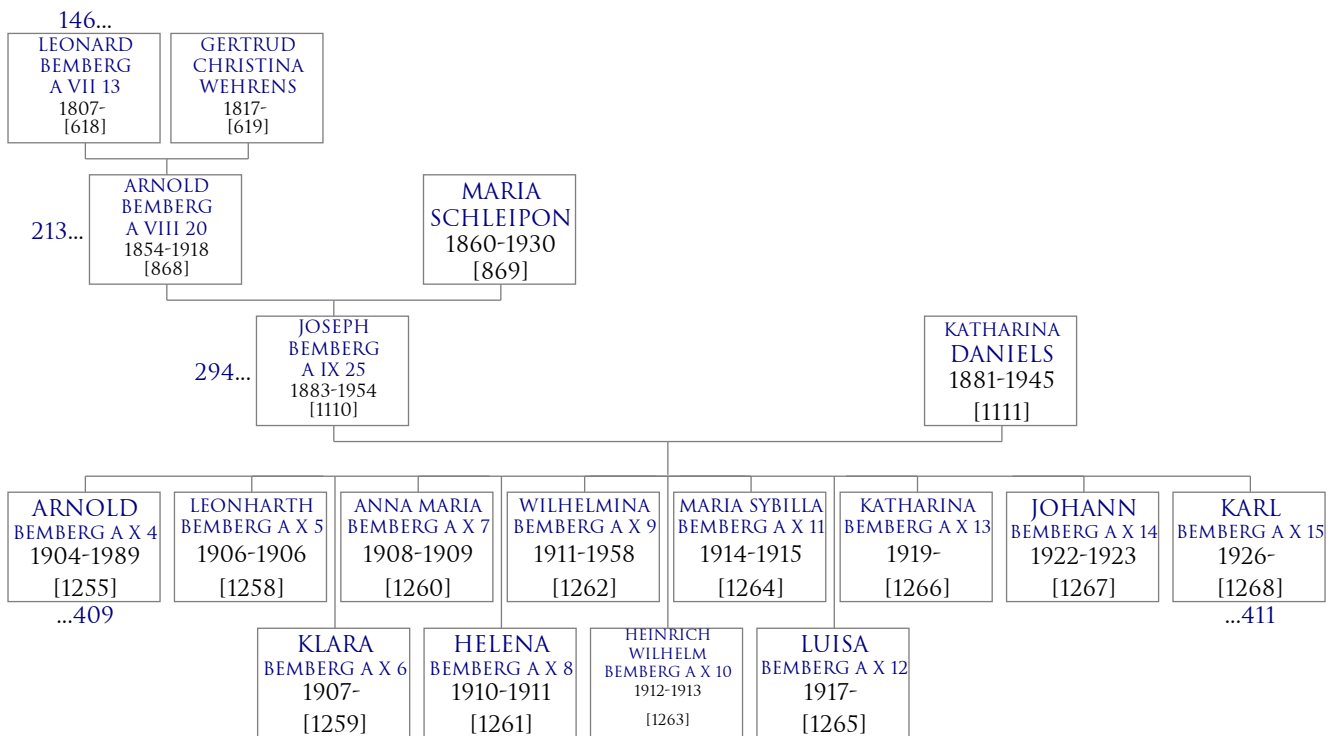 146...
LEONARD
BEMBERG
A VII 13
1807-
[618]
GERTRUD
CHRISTINA
WEHRENS
1817-
[619]
213...
ARNOLD
BEMBERG
A VIII 20
1854-1918
[868]
MARIA
SCHLEIPON
1860-1930
[869]
294...
JOSEPH
BEMBERG
A IX 25
1883-1954
[1110]
KATHARINA
DANIELS
1881-1945
[1111]
ARNOLD
BEMBERG A X 4
1904-1989
[1255]
...409
LEONHARTH
BEMBERG A X 5
1906-1906
[1258]
ANNA MARIA
BEMBERG A X 7
1908-1909
[1260]
WILHELMINA
BEMBERG A X 9
1911-1958
[1262]
MARIA SYBILLA
BEMBERG A X 11
1914-1915
[1264]
KATHARINA
BEMBERG A X 13
1919-
[1266]
JOHANN
BEMBERG A X 14
1922-1923
[1267]
KARL
BEMBERG A X 15
1926-
[1268]
...411
KLARA
BEMBERG A X 6
1907-
[1259]
HELENA
BEMBERG A X 8
1910-1911
[1261]
HEINRICH
WILHELM
BEMBERG A X 10
1912-1913
[1263]
LUISA
BEMBERG A X 12
1917-
[1265]